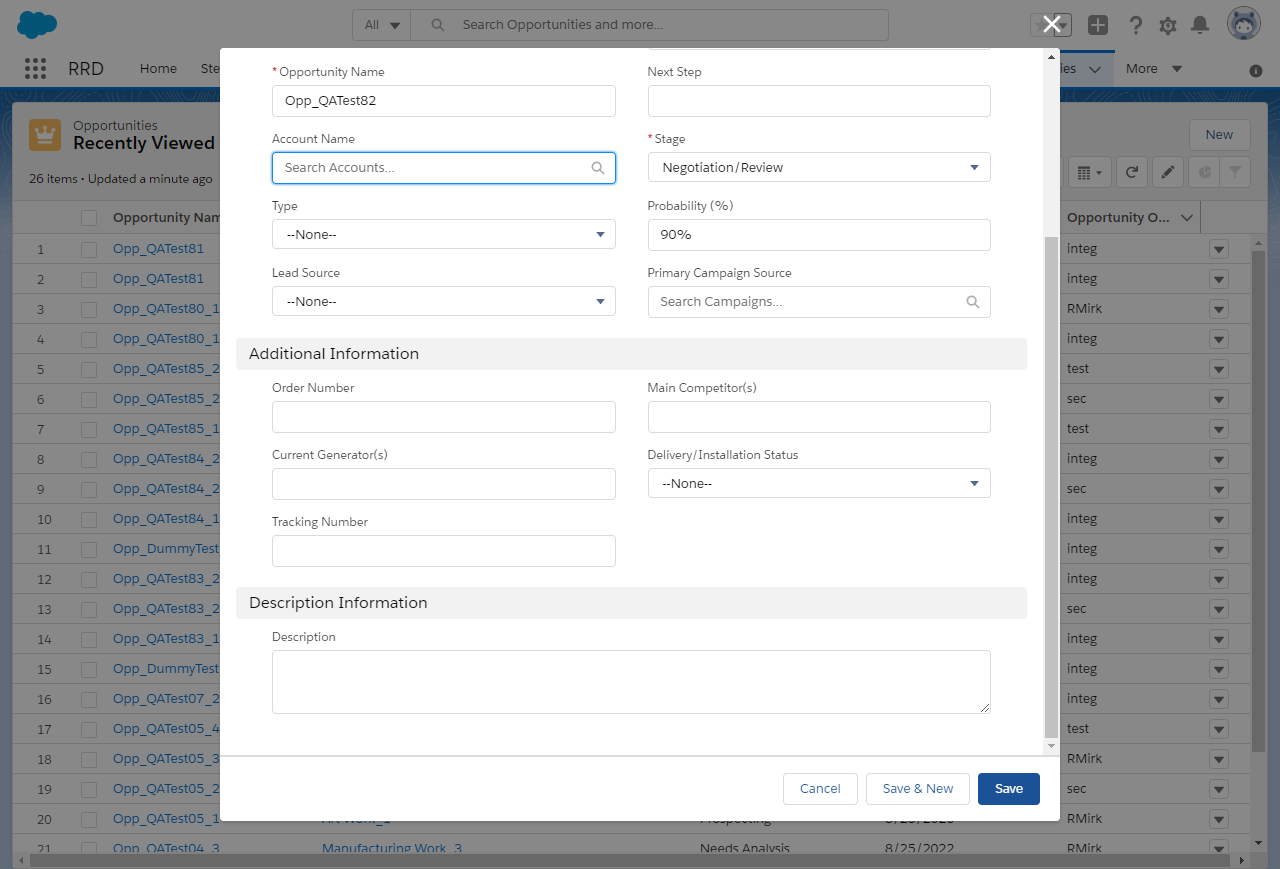 All
Search Opportunities and more...
RRD
Home
Ste
ies
More
Opportunities
Recently Viewed
New
26 items • Updated a minute ago
Opportunity Nam
Opportunity O...
1 Opp_QATest81 integ
2 Opp_QATest81 integ
3 Opp_QATest80_1 RMirk
4 Opp_QATest80_1 integ
5 Opp_QATest85_2 test
6 Opp_QATest85_2 sec
7 Opp_QATest85_1 test
8 Opp_QATest84_2 integ
9 Opp_QATest84_2 sec
10 Opp_QATest84_1 integ
11 Opp_DummyTest integ
12 Opp_QATest83_2 integ
13 Opp_QATest83_2 sec
14 Opp_QATest83_1 integ
15 Opp_DummyTest integ
16 Opp_QATest07_2 integ
17 Opp_QATest05_4 test
18 Opp_QATest05_3 RMirk
19 Opp_QATest05_2 sec
20 Opp_QATest05_1 RMirk
21 Opp_QATest04_3 Manufacturing Work_3 Needs Analysis 8/25/2022 RMirk
*Opportunity Name
Opp_QATest82
Next Step
Account Name
Search Accounts...
*Stage
Negotiation/Review
Type
--None--
Probability (%)
90%
Lead Source
--None--
Primary Campaign Source
Search Campaigns...
Additional Information
Order Number
Main Competitor(s)
Current Generator(s)
Delivery/Installation Status
--None--
Tracking Number
Description Information
Description
Cancel
Save & New
Save